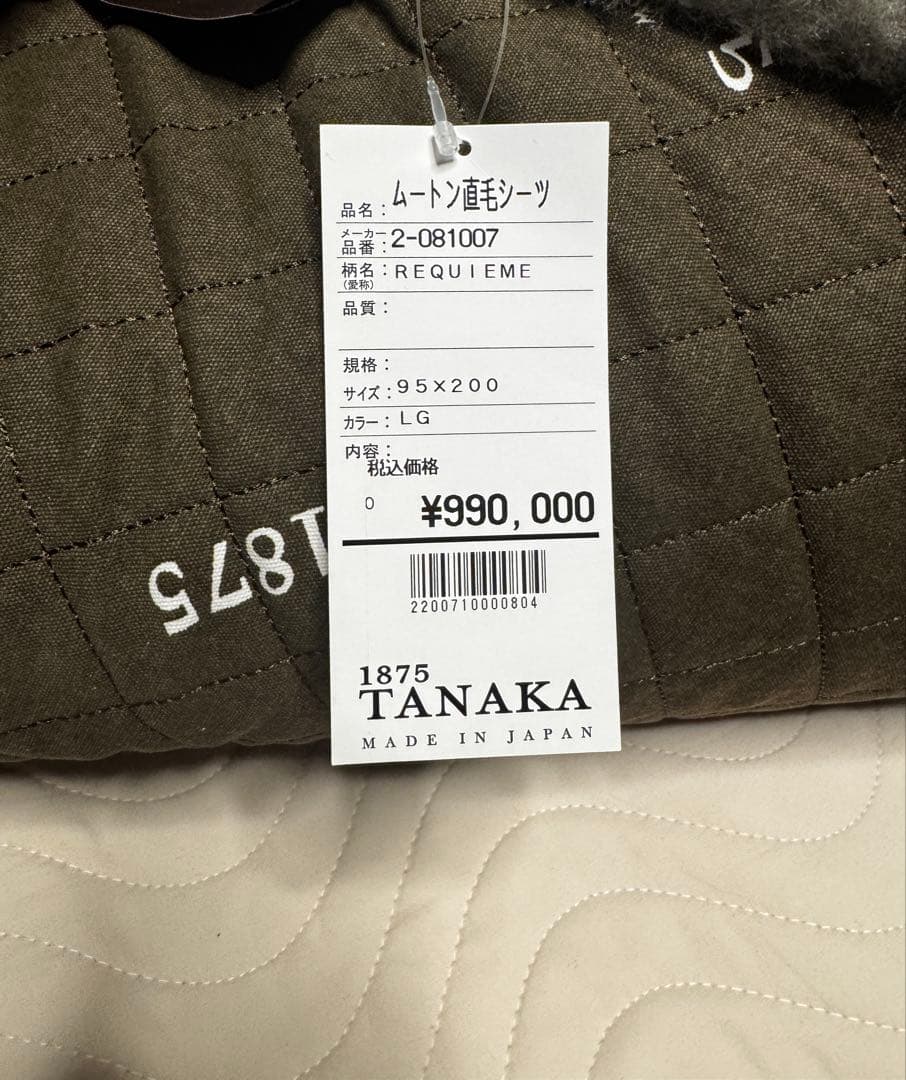 品名：ムートン直毛シーツ
メーカー
品番：2-081007
柄名：REQUIEME
(愛称)
品質：
規格：
サイズ：95×200
カラー：LG
内容：
税込価格
0 ¥990,000
2200710000804
1875
TANAKA
MADE IN JAPAN
1875
5